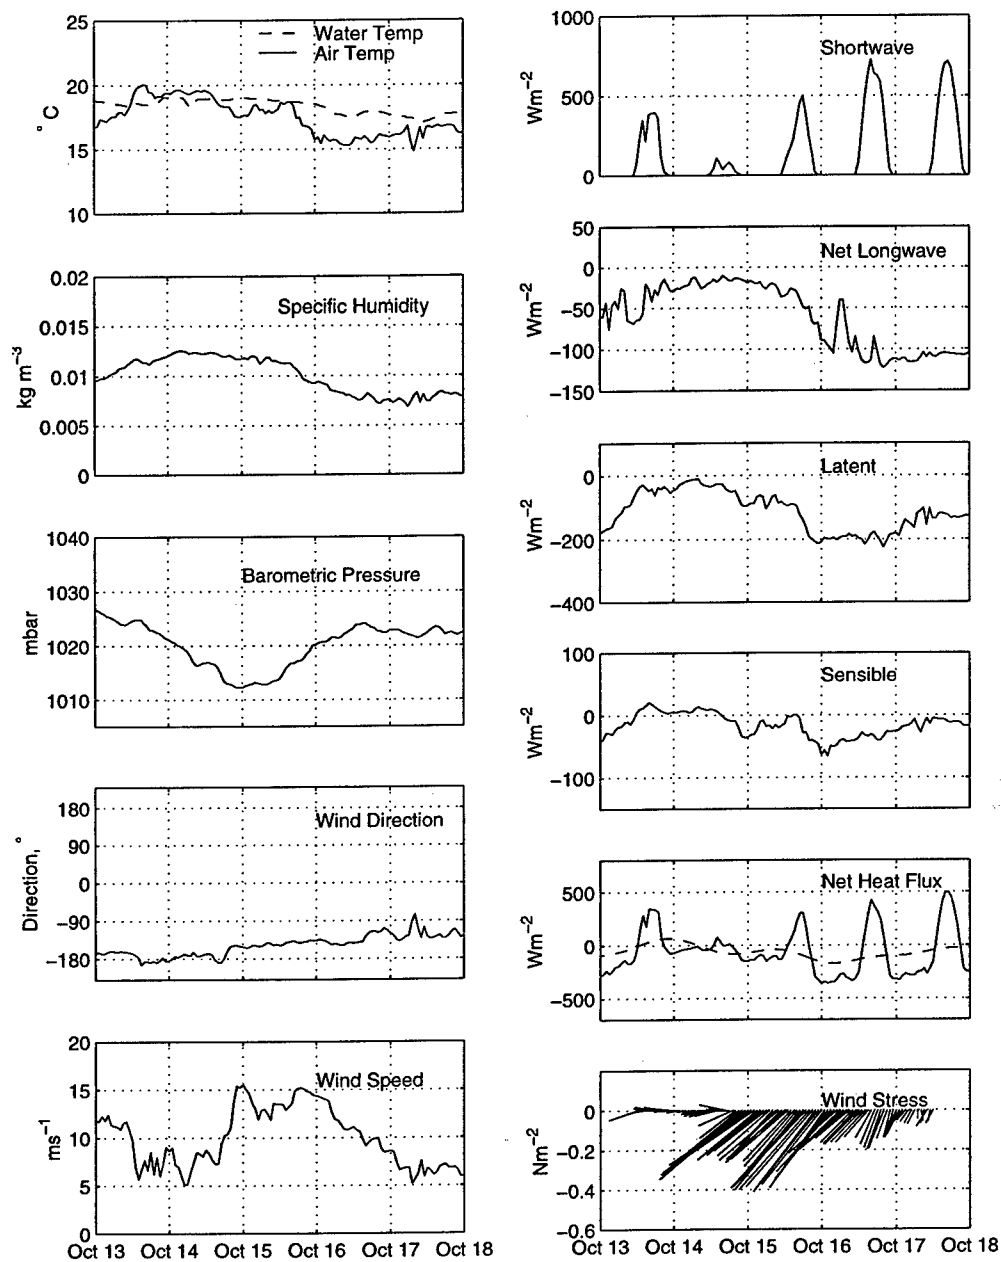 25
20
15
10
° C
Water Temp
Air Temp
0.02
0.015
0.01
0.005
0
kg m⁻³
Specific Humidity
1040
1030
1020
1010
mbar
Barometric Pressure
180
90
0
−90
−180
Direction, °
Wind Direction
20
15
10
5
0
ms⁻¹
Wind Speed
Oct 13 Oct 14 Oct 15 Oct 16 Oct 17 Oct 18
1000
500
0
Wm⁻²
Shortwave
50
0
−50
−100
−150
Wm⁻²
Net Longwave
0
−200
−400
Wm⁻²
Latent
100
0
−100
Wm⁻²
Sensible
500
0
−500
Wm⁻²
Net Heat Flux
0
−0.2
−0.4
−0.6
Nm⁻²
Wind Stress
Oct 13 Oct 14 Oct 15 Oct 16 Oct 17 Oct 18